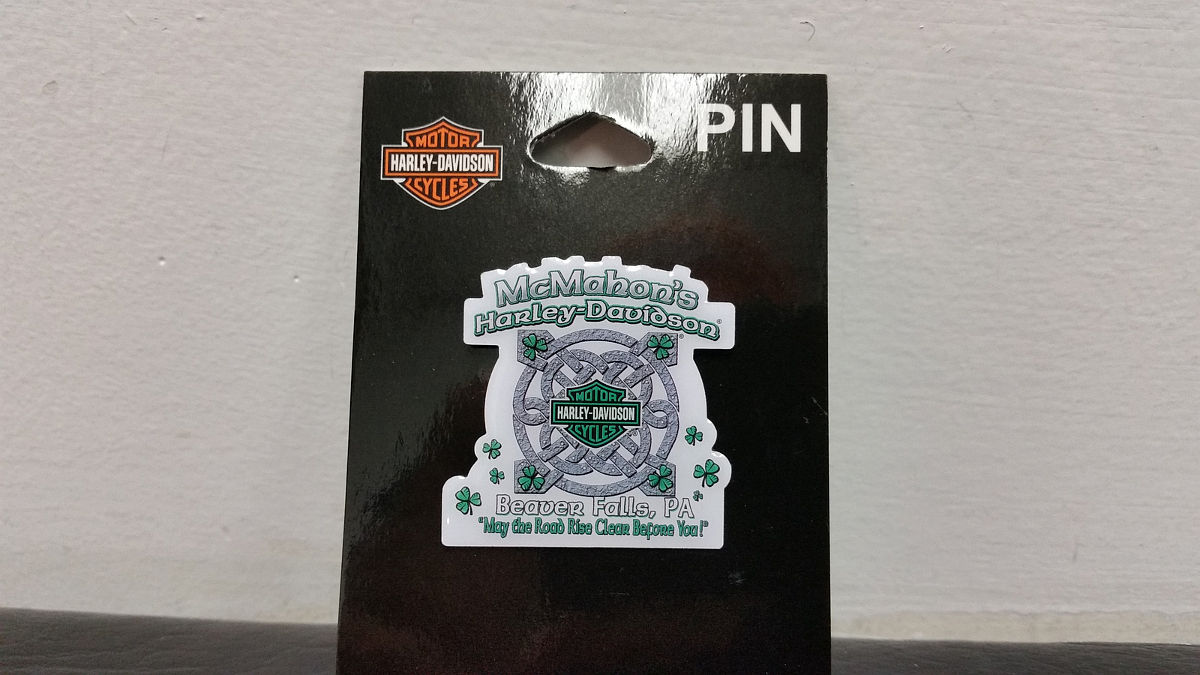 PIN
MOTOR
HARLEY-DAVIDSON
CYCLES
McMahon's
Harley-Davidson
MOTOR
HARLEY-DAVIDSON
CYCLES
Beaver Falls, PA
"May the Road Rise Clear Before You!"